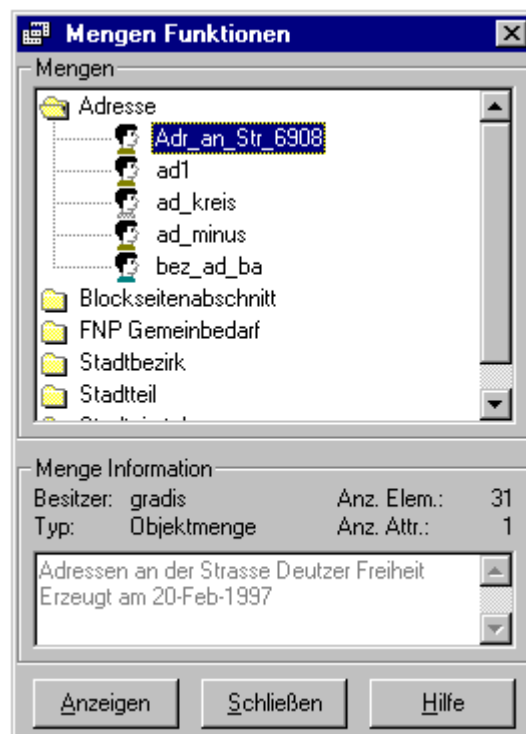 Mengen Funktionen
Mengen
Adresse
Adr_an_Str_6908
ad1
ad_kreis
ad_minus
bez_ad_ba
Blockseitenabschnitt
FNP Gemeinbedarf
Stadtbezirk
Stadtteil
Menge Information
Besitzer: gradis Anz. Elem.: 31
Typ: Objektmenge Anz. Attr.: 1
Adressen an der Strasse Deutzer Freiheit
Erzeugt am 20-Feb-1997
Anzeigen Schließen Hilfe